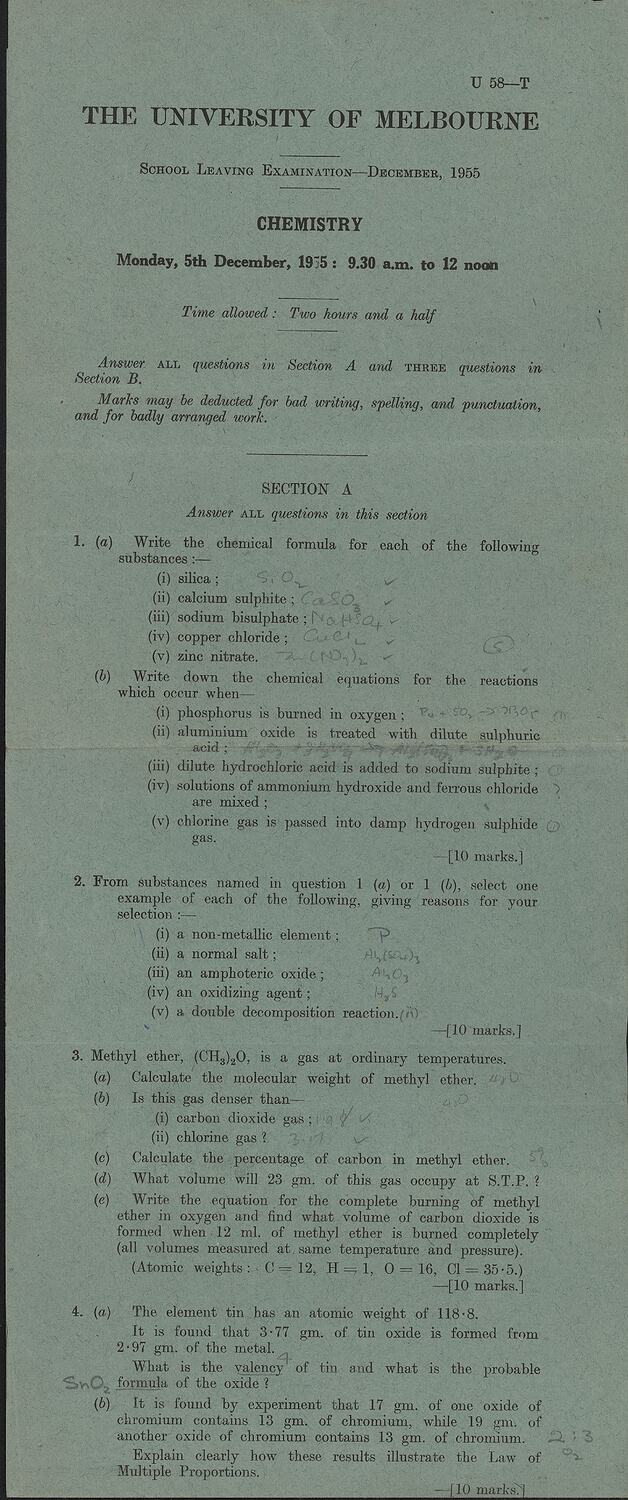 U 58—T
THE UNIVERSITY OF MELBOURNE
SCHOOL LEAVING EXAMINATION—DECEMBER, 1955
CHEMISTRY
Monday, 5th December, 1955: 9.30 a.m. to 12 noon
Time allowed: Two hours and a half
Answer ALL questions in Section A and THREE questions in
Section B.
Marks may be deducted for bad writing, spelling, and punctuation,
and for badly arranged work.
SECTION A
Answer ALL questions in this section
1. (a) Write the chemical formula for each of the following
substances:—
(i) silica; SiO2
(ii) calcium sulphite; CaSO3
(iii) sodium bisulphate; NaHSO4
(iv) copper chloride; CuCl2
(v) zinc nitrate. Zn(NO3)2
(b) Write down the chemical equations for the reactions
which occur when—
(i) phosphorus is burned in oxygen;
(ii) aluminium oxide is treated with dilute sulphuric
acid;
(iii) dilute hydrochloric acid is added to sodium sulphite;
(iv) solutions of ammonium hydroxide and ferrous chloride
are mixed;
(v) chlorine gas is passed into damp hydrogen sulphide
gas.
—[10 marks.]
2. From substances named in question 1 (a) or 1 (b), select one
example of each of the following, giving reasons for your
selection:—
(i) a non-metallic element; P
(ii) a normal salt; Al2(SO4)3
(iii) an amphoteric oxide; Al2O3
(iv) an oxidizing agent; H2S
(v) a double decomposition reaction.
—[10 marks.]
3. Methyl ether, (CH3)2O, is a gas at ordinary temperatures.
(a) Calculate the molecular weight of methyl ether.
(b) Is this gas denser than—
(i) carbon dioxide gas;
(ii) chlorine gas?
(c) Calculate the percentage of carbon in methyl ether.
(d) What volume will 23 gm. of this gas occupy at S.T.P.?
(e) Write the equation for the complete burning of methyl
ether in oxygen and find what volume of carbon dioxide is
formed when 12 ml. of methyl ether is burned completely
(all volumes measured at same temperature and pressure).
(Atomic weights: C = 12, H = 1, O = 16, Cl = 35·5.)
—[10 marks.]
4. (a) The element tin has an atomic weight of 118·8.
It is found that 3·77 gm. of tin oxide is formed from
2·97 gm. of the metal.
4
What is the valency of tin and what is the probable
SnO2 formula of the oxide?
(b) It is found by experiment that 17 gm. of one oxide of
chromium contains 13 gm. of chromium, while 19 gm. of
another oxide of chromium contains 13 gm. of chromium. 2:3
Explain clearly how these results illustrate the Law of
Multiple Proportions.
—[10 marks.]